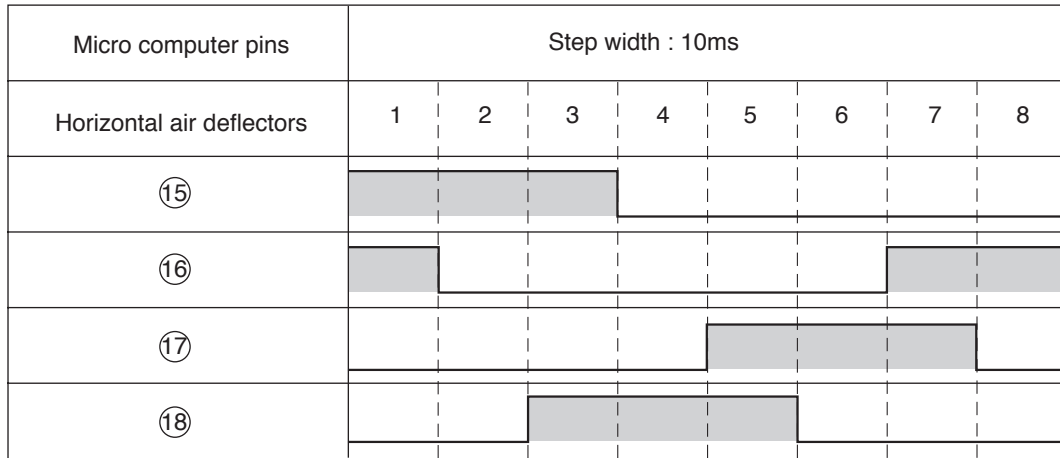 Micro computer pins Step width : 10ms
Horizontal air deflectors 1 2 3 4 5 6 7 8
⑮
⑯
⑰
⑱